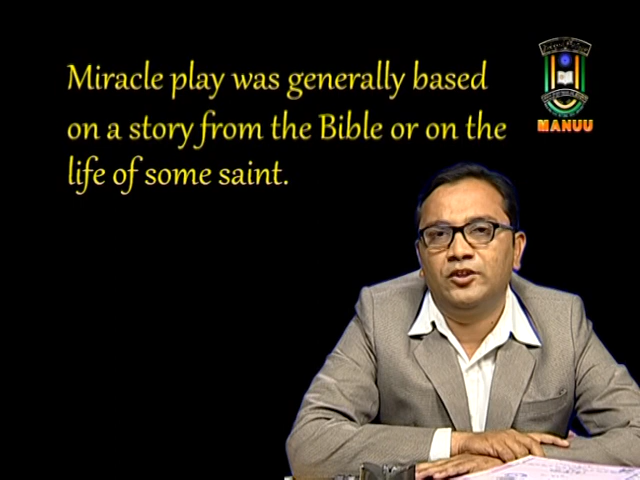 Miracle play was generally based
on a story from the Bible or on the
life of some saint.
MANUU